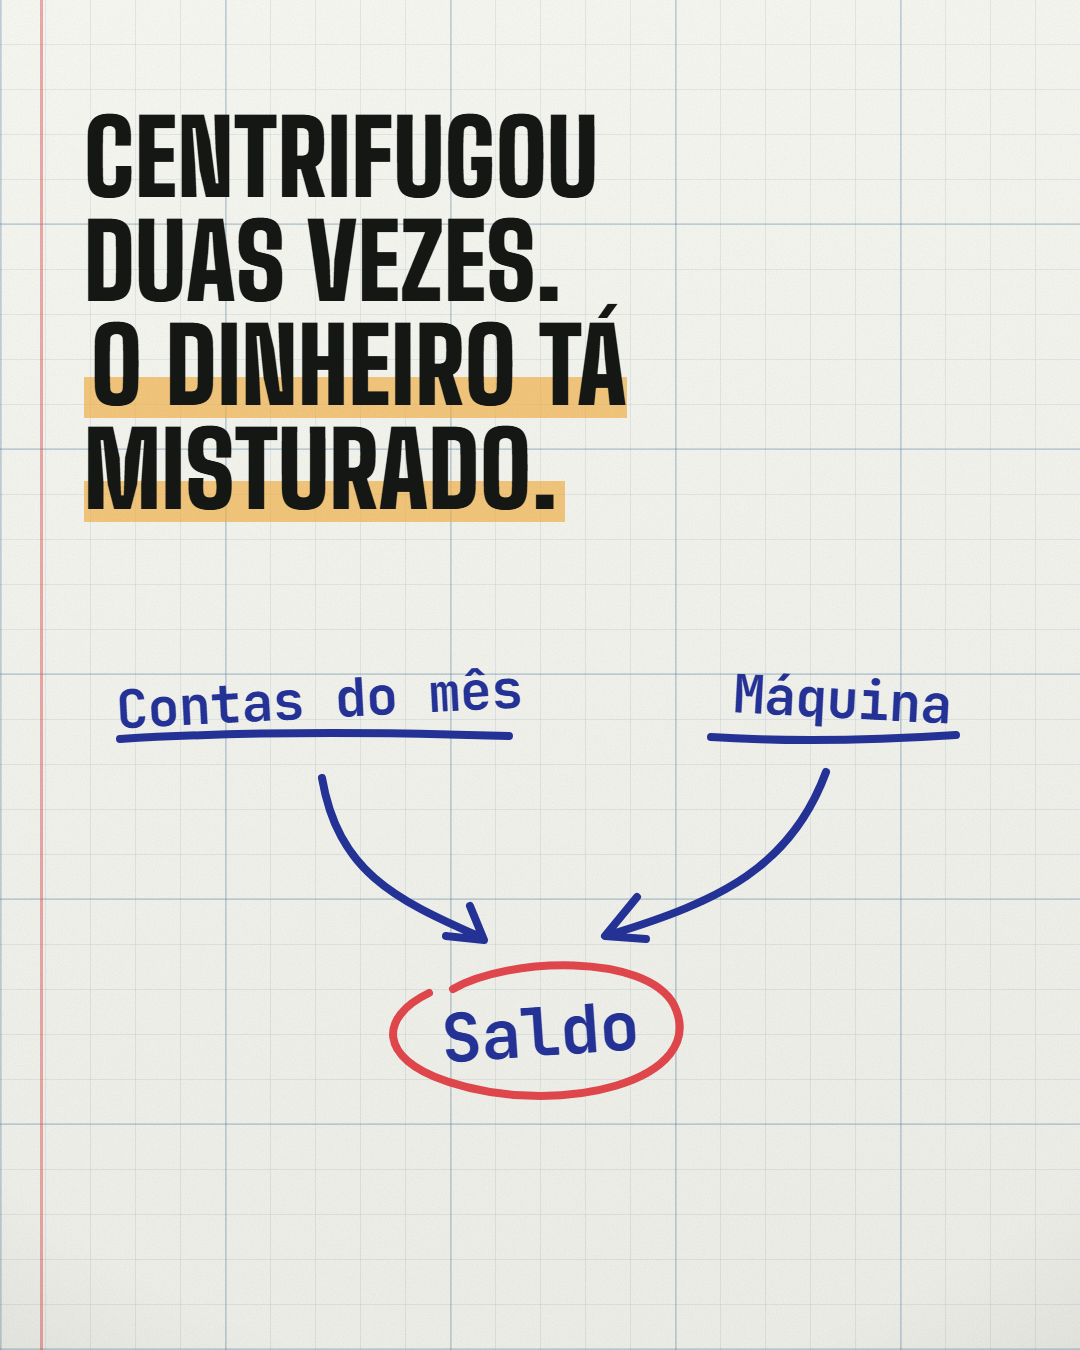 CENTRIFUGOU
DUAS VEZES.
O DINHEIRO TÁ
MISTURADO.
Contas do mês
Máquina
Saldo